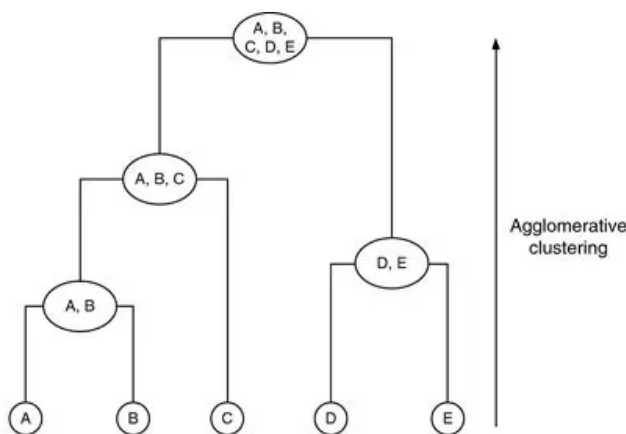 A, B,
C, D, E
A, B, C
Agglomerative
clustering
D, E
A, B
A
B
C
D
E